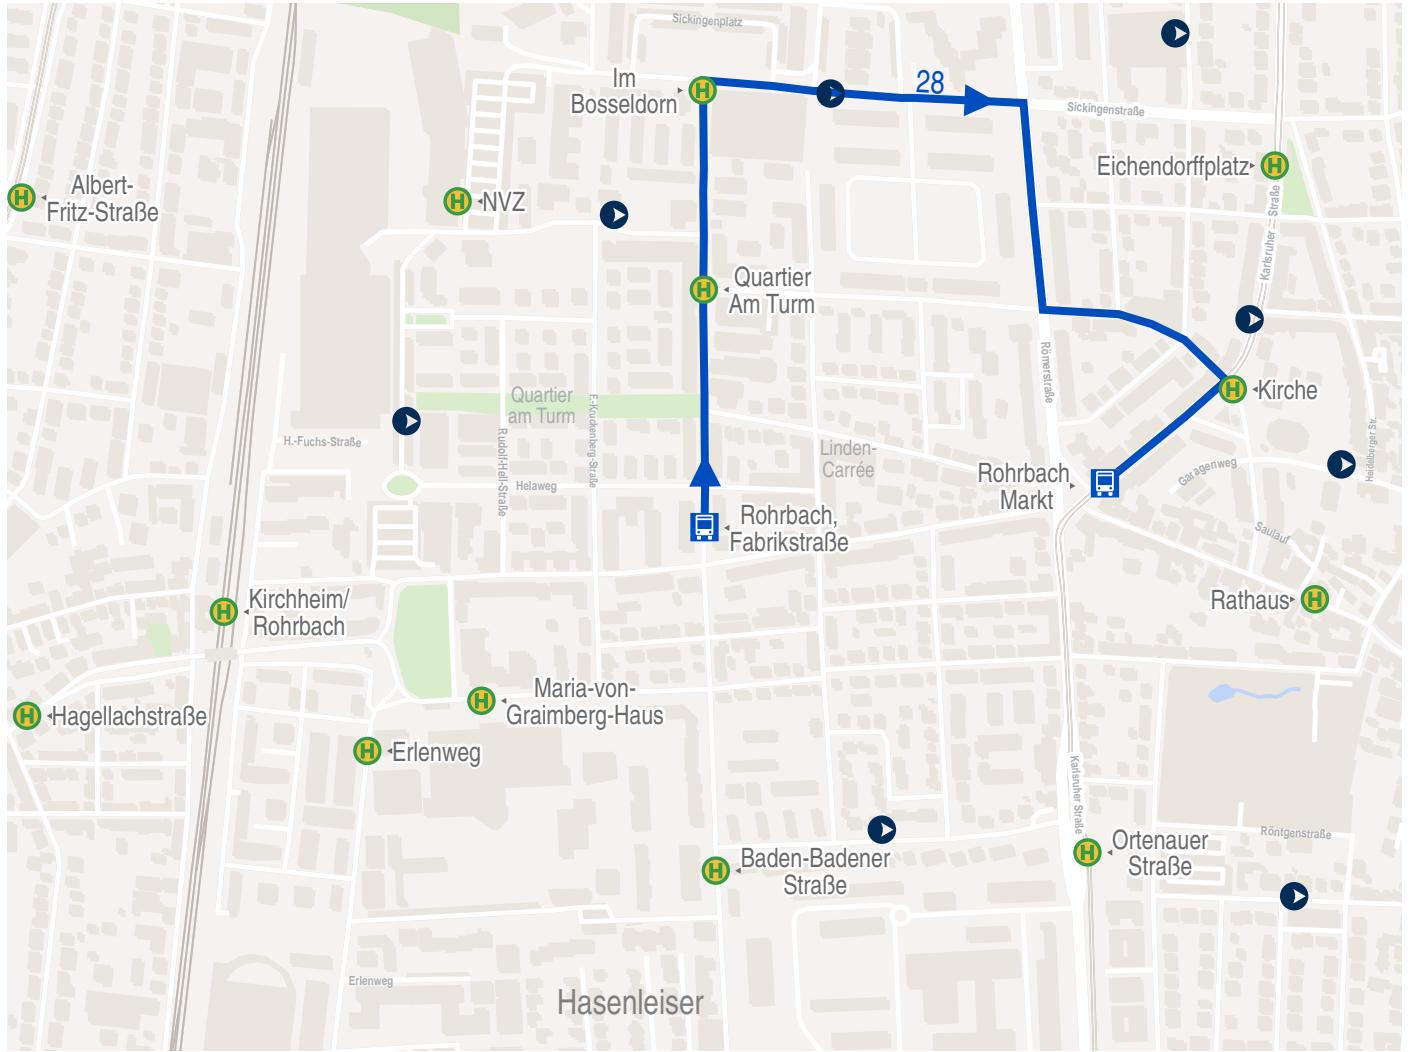 Sickingenplatz
Im
Bosseldorn
28
Sickingenstraße
Eichendorffplatz
Albert-
Fritz-Straße
NVZ
Karlsruher Straße
Quartier
Am Turm
Römerstraße
Quartier
am Turm
F.-Kruckenberg-Straße
Rudolf-Hell-Straße
Kirche
H.-Fuchs-Straße
Linden-
Carrée
Heidelberger Str.
Garagenweg
Rohrbach
Markt
Helaweg
Rohrbach,
Fabrikstraße
Saulauf
Kirchheim/
Rohrbach
Rathaus
Maria-von-
Graimberg-Haus
Hagellachstraße
Erlenweg
Karlsruher Straße
Röntgenstraße
Ortenauer
Straße
Baden-Badener
Straße
Erlenweg
Hasenleiser
H
H
H
H
H
H
H
H
H
H
H
H
H